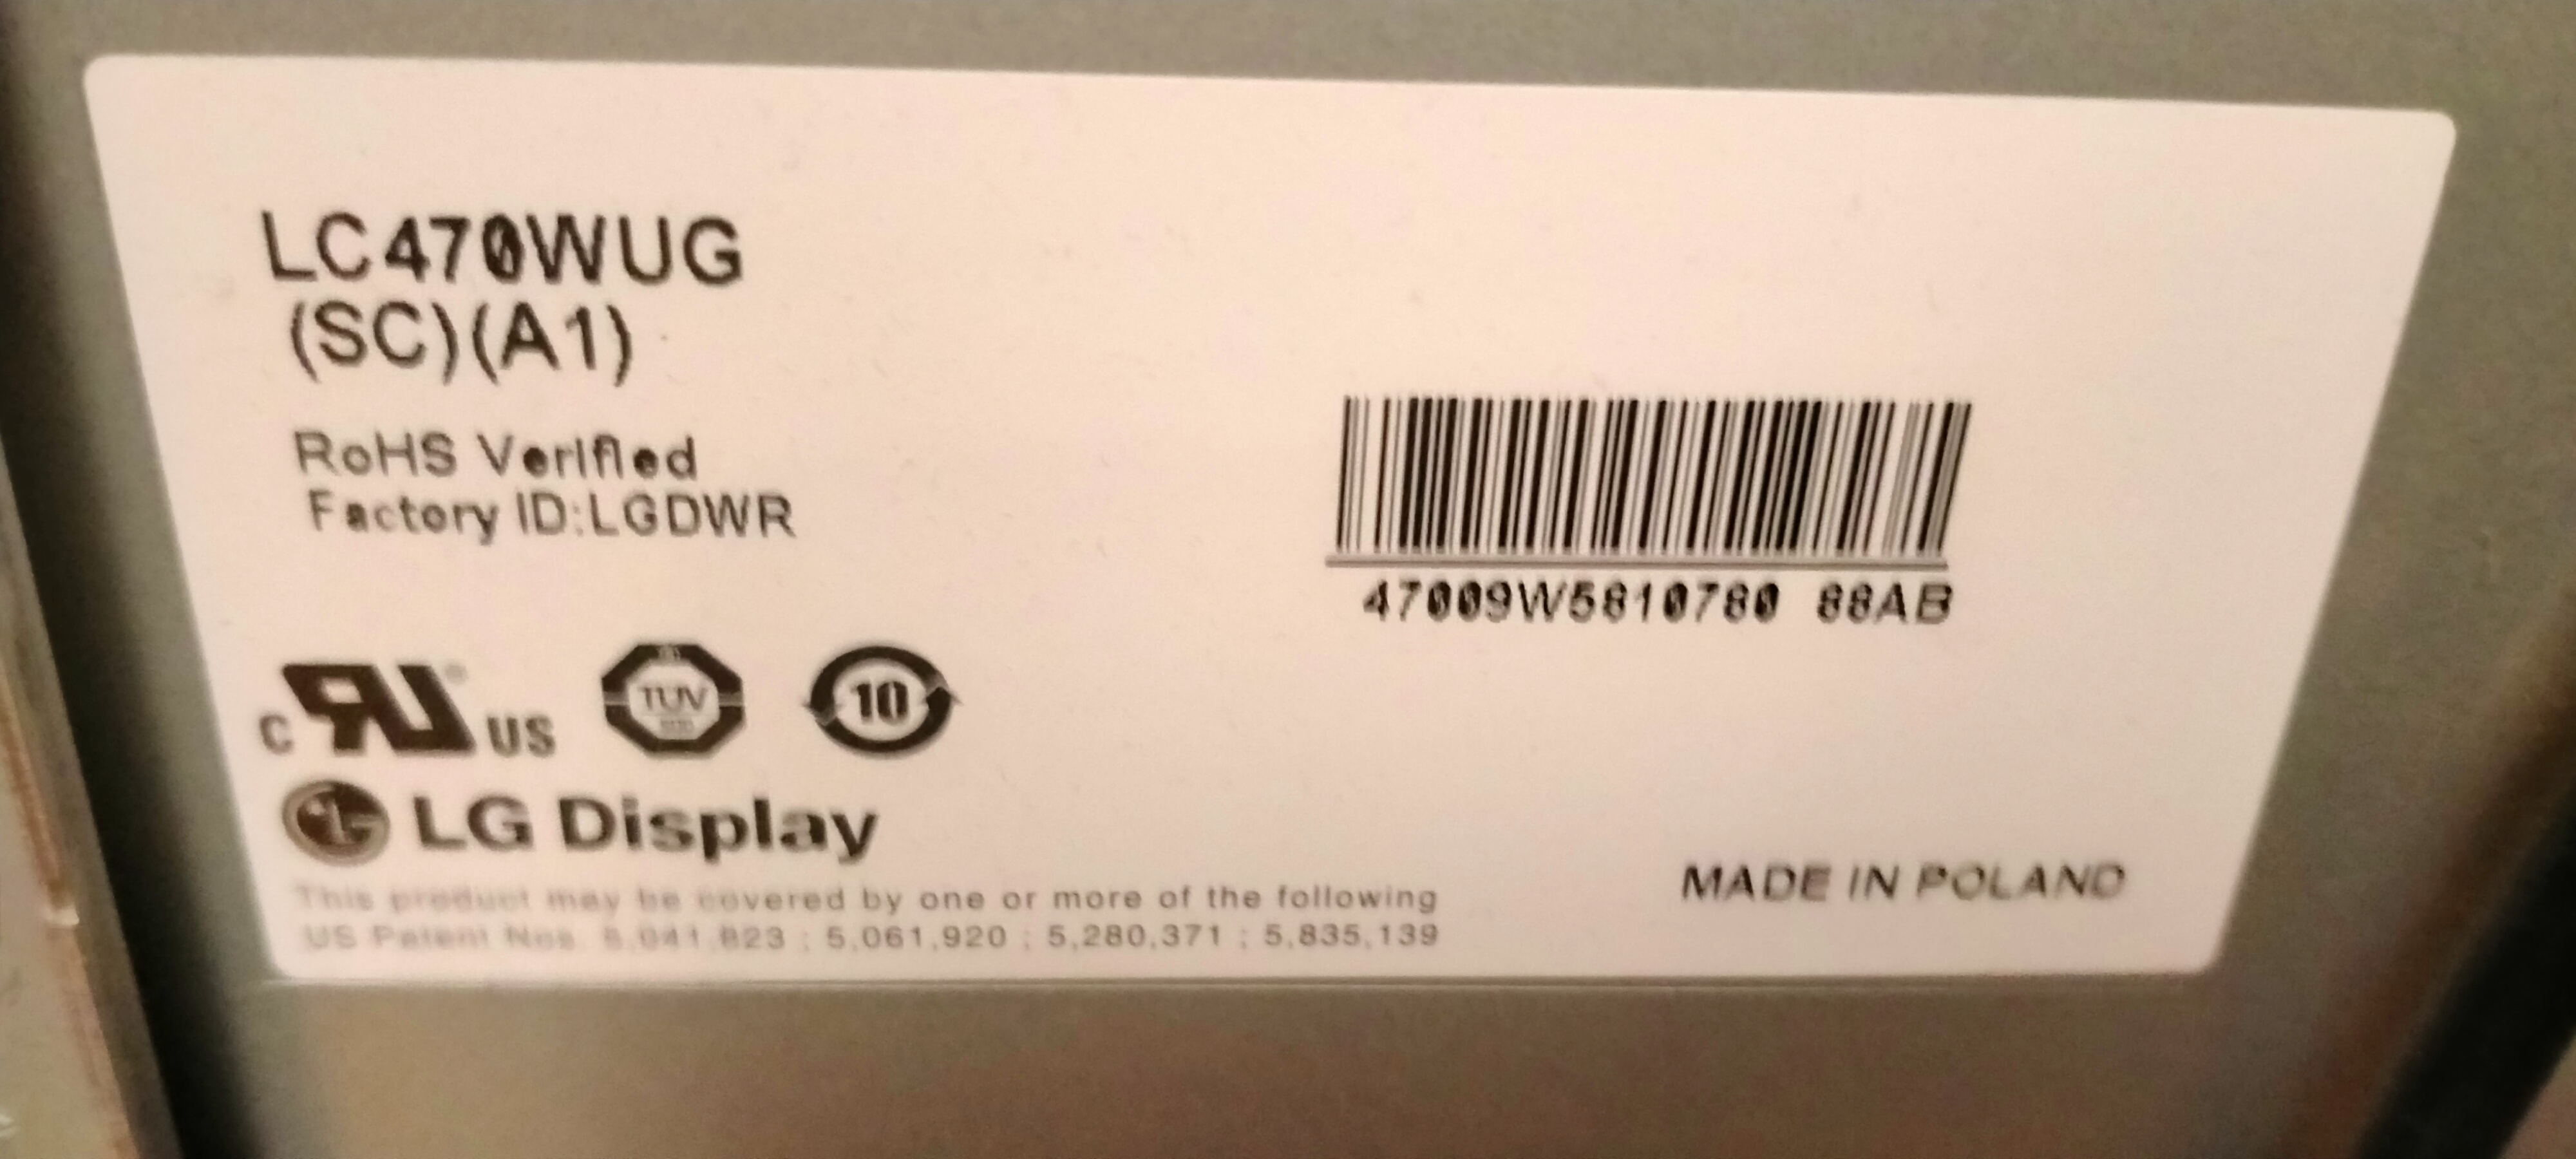 LC470WUG
(SC)(A1)
RoHS Verified
Factory ID:LGDWR
47009W5810780 88AB
C RU US
TUV
10
LG Display
This product may be covered by one or more of the following
US Patent Nos. 5,041,823 ; 5,061,920 ; 5,280,371 ; 5,835,139
MADE IN POLAND